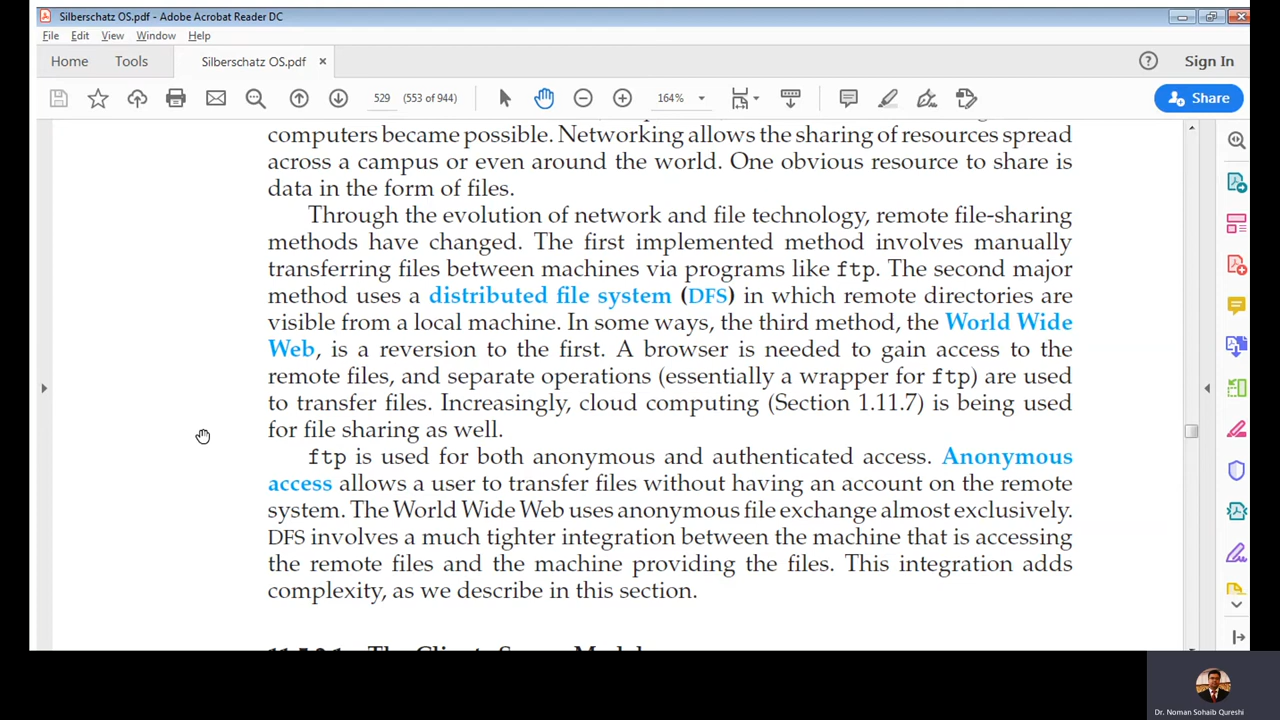 Silberschatz OS.pdf - Adobe Acrobat Reader DC
File Edit View Window Help
Home Tools Silberschatz OS.pdf × Sign In
529 (553 of 944) 164% Share
computers became possible. Networking allows the sharing of resources spread
across a campus or even around the world. One obvious resource to share is
data in the form of files.
Through the evolution of network and file technology, remote file-sharing
methods have changed. The first implemented method involves manually
transferring files between machines via programs like ftp. The second major
method uses a distributed file system (DFS) in which remote directories are
visible from a local machine. In some ways, the third method, the World Wide
Web, is a reversion to the first. A browser is needed to gain access to the
remote files, and separate operations (essentially a wrapper for ftp) are used
to transfer files. Increasingly, cloud computing (Section 1.11.7) is being used
for file sharing as well.
ftp is used for both anonymous and authenticated access. Anonymous
access allows a user to transfer files without having an account on the remote
system. The World Wide Web uses anonymous file exchange almost exclusively.
DFS involves a much tighter integration between the machine that is accessing
the remote files and the machine providing the files. This integration adds
complexity, as we describe in this section.
Dr. Noman Sohaib Qureshi